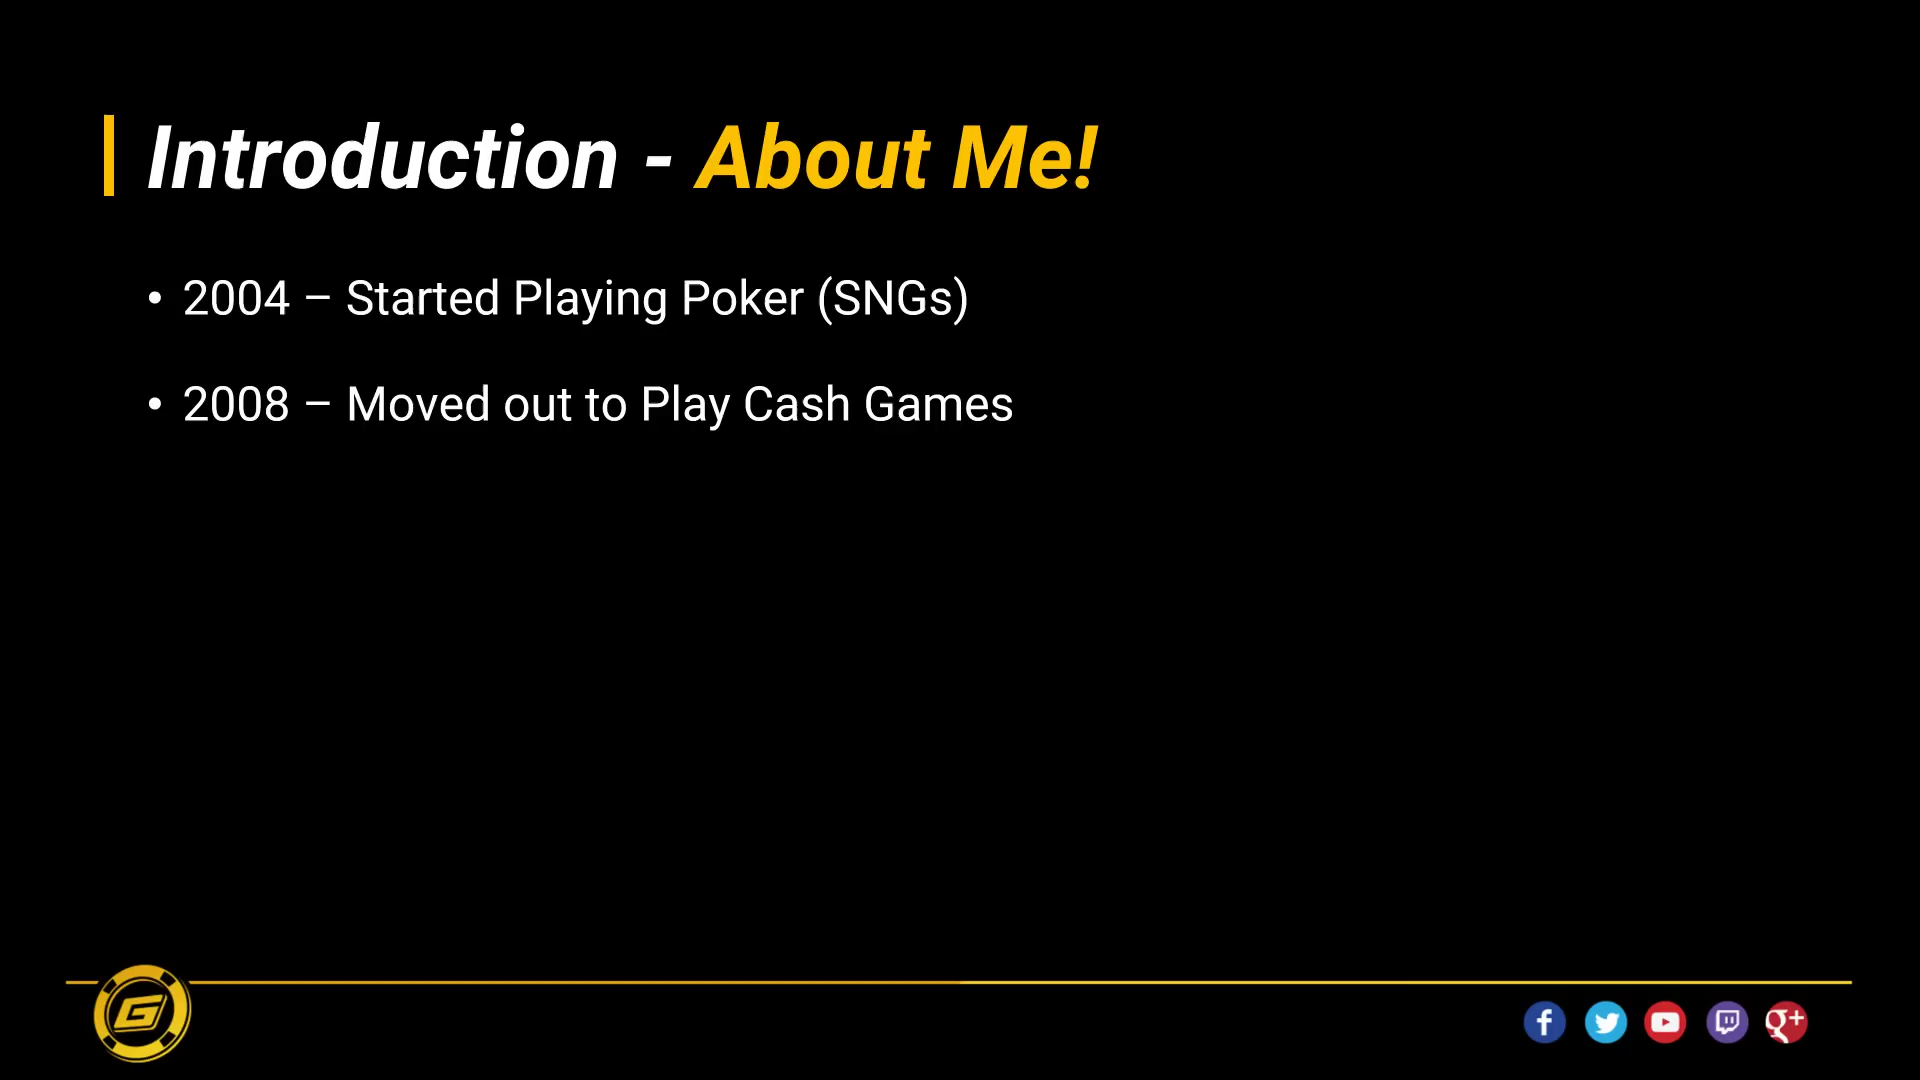 Introduction - About Me!
• 2004 – Started Playing Poker (SNGs)
• 2008 – Moved out to Play Cash Games
G
f
g+